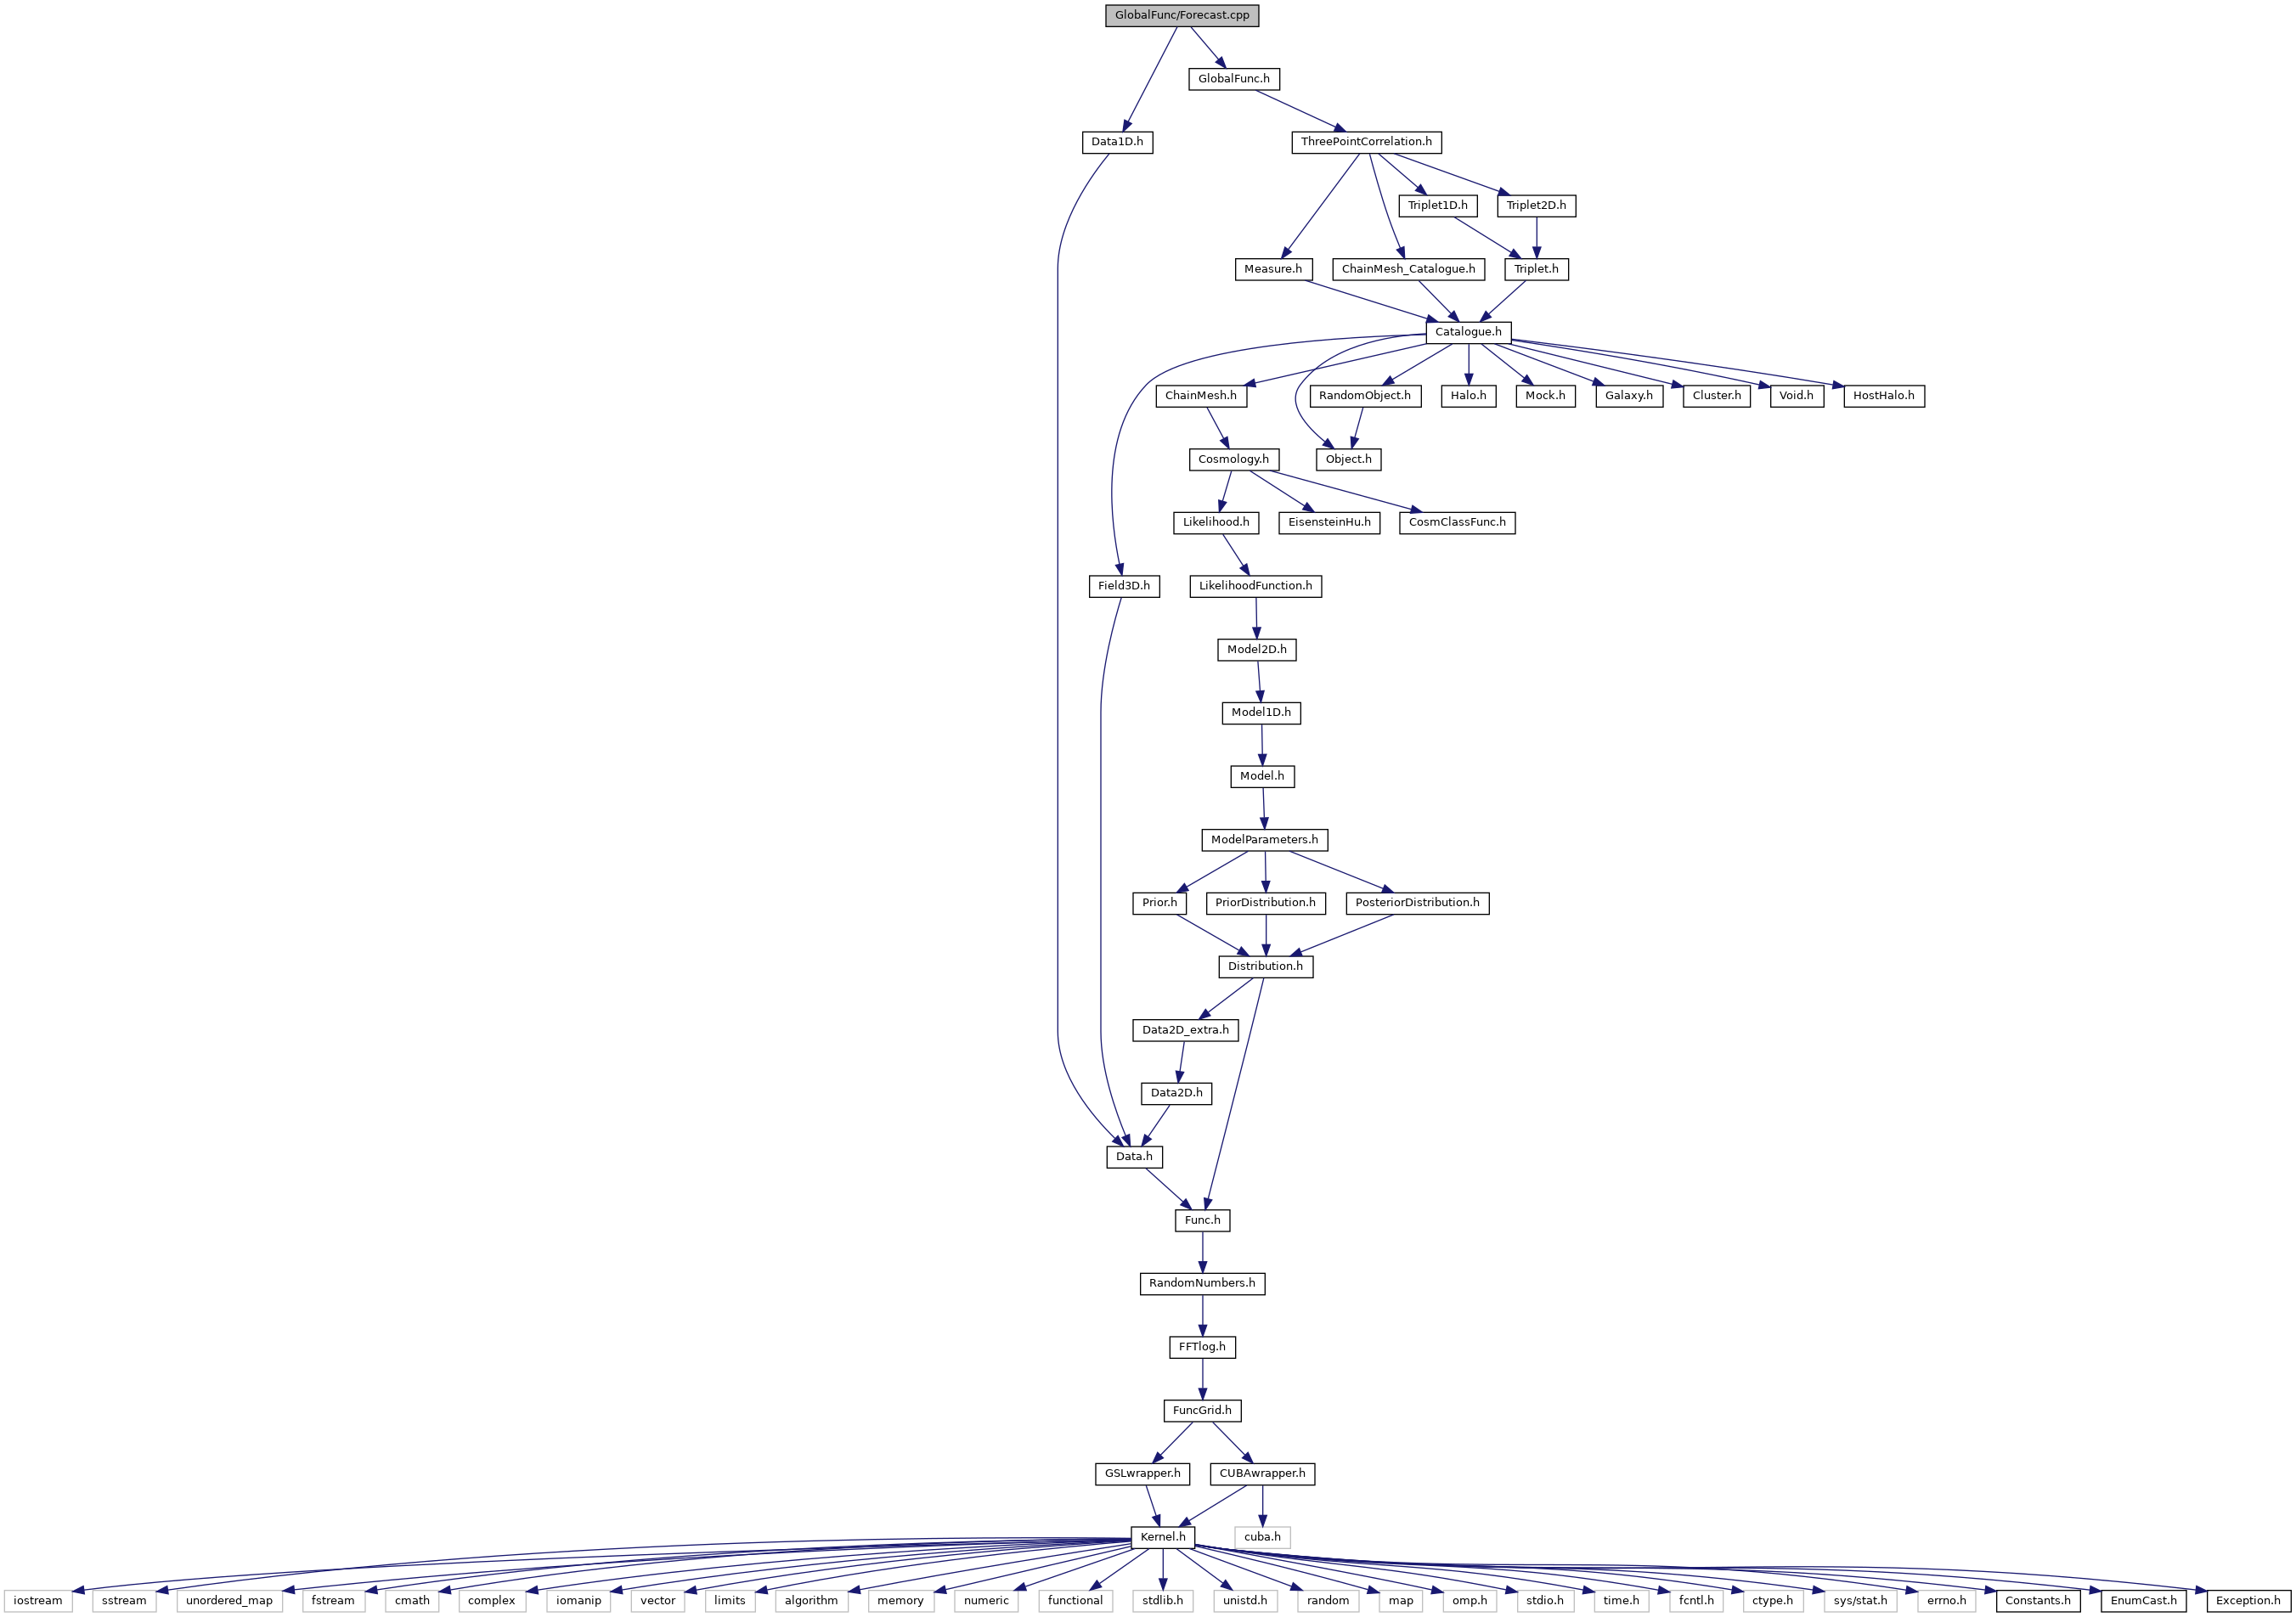 GlobalFunc/Forecast.cpp
GlobalFunc.h
Data1D.h
ThreePointCorrelation.h
Triplet1D.h
Triplet2D.h
Measure.h
ChainMesh_Catalogue.h
Triplet.h
Catalogue.h
ChainMesh.h
RandomObject.h
Halo.h
Mock.h
Galaxy.h
Cluster.h
Void.h
HostHalo.h
Cosmology.h
Object.h
Likelihood.h
EisensteinHu.h
CosmClassFunc.h
Field3D.h
LikelihoodFunction.h
Model2D.h
Model1D.h
Model.h
ModelParameters.h
Prior.h
PriorDistribution.h
PosteriorDistribution.h
Distribution.h
Data2D_extra.h
Data2D.h
Data.h
Func.h
RandomNumbers.h
FFTlog.h
FuncGrid.h
GSLwrapper.h
CUBAwrapper.h
Kernel.h
cuba.h
iostream
sstream
unordered_map
fstream
cmath
complex
iomanip
vector
limits
algorithm
memory
numeric
functional
stdlib.h
unistd.h
random
map
omp.h
stdio.h
time.h
fcntl.h
ctype.h
sys/stat.h
errno.h
Constants.h
EnumCast.h
Exception.h